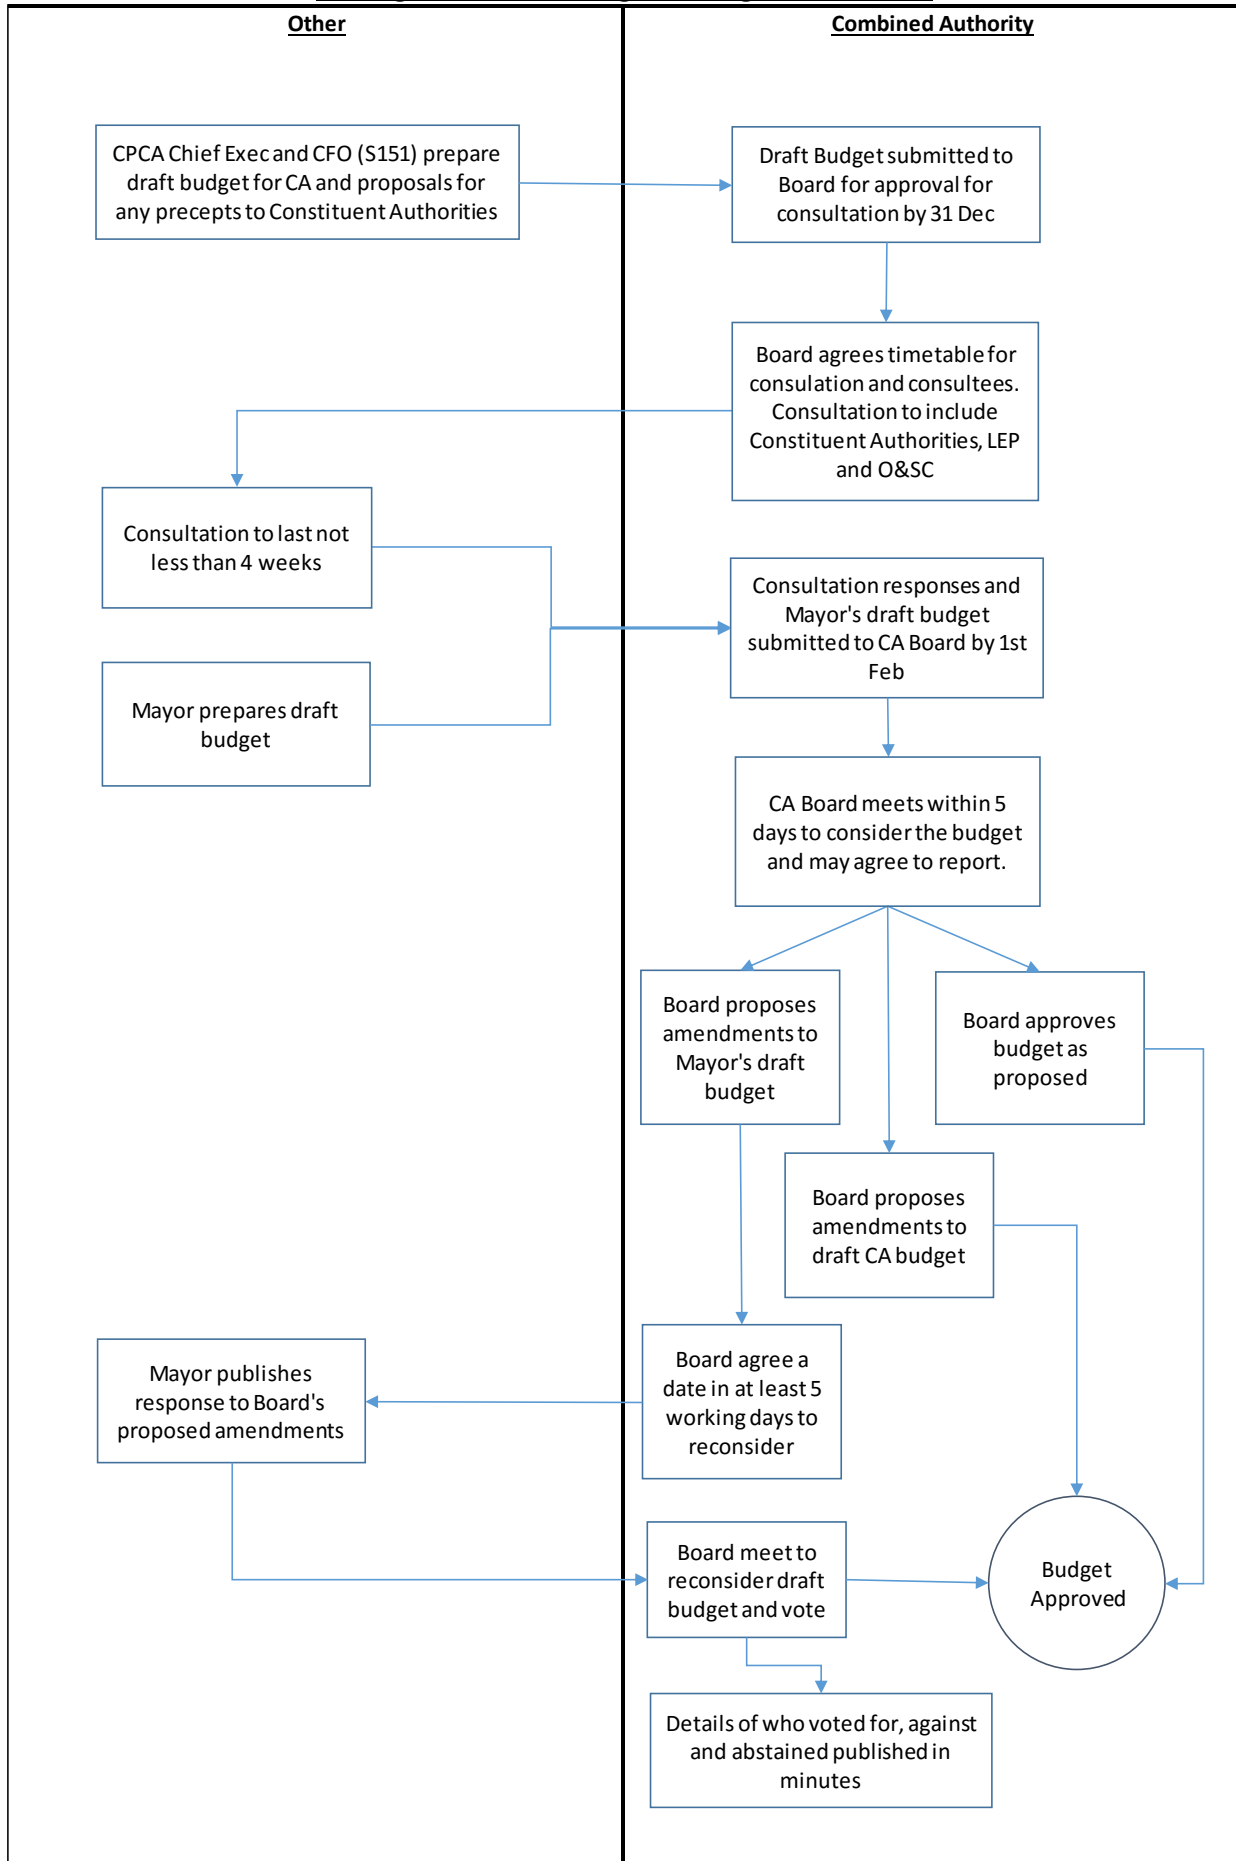 Other
Combined Authority
CPCA Chief Exec and CFO (S151) prepare
draft budget for CA and proposals for
any precepts to Constituent Authorities
Draft Budget submitted to
Board for approval for
consultation by 31 Dec
Board agrees timetable for
consulation and consultees.
Consultation to include
Constituent Authorities, LEP
and O&SC
Consultation to last not
less than 4 weeks
Consultation responses and
Mayor's draft budget
submitted to CA Board by 1st
Feb
Mayor prepares draft
budget
CA Board meets within 5
days to consider the budget
and may agree to report.
Board proposes
amendments to
Mayor's draft
budget
Board approves
budget as
proposed
Board proposes
amendments to
draft CA budget
Mayor publishes
response to Board's
proposed amendments
Board agree a
date in at least 5
working days to
reconsider
Board meet to
reconsider draft
budget and vote
Budget
Approved
Details of who voted for, against
and abstained published in
minutes